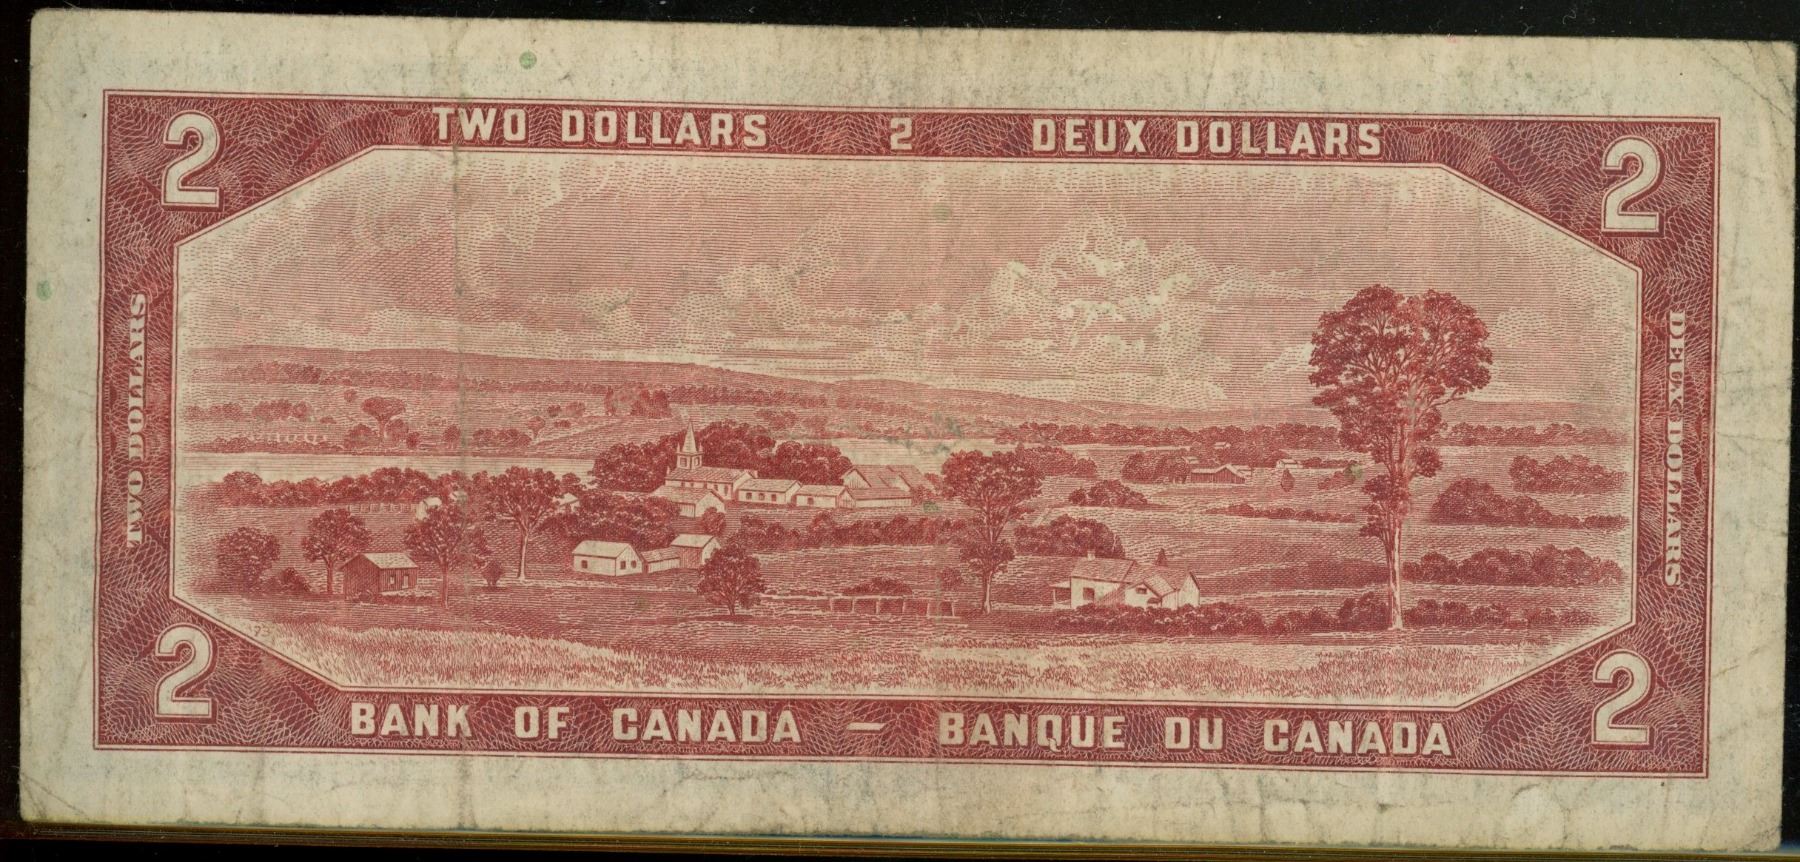 TWO DOLLARS 2 DEUX DOLLARS
2
2
TWO DOLLARS
DEUX DOLLARS
73
2
2
BANK OF CANADA – BANQUE DU CANADA